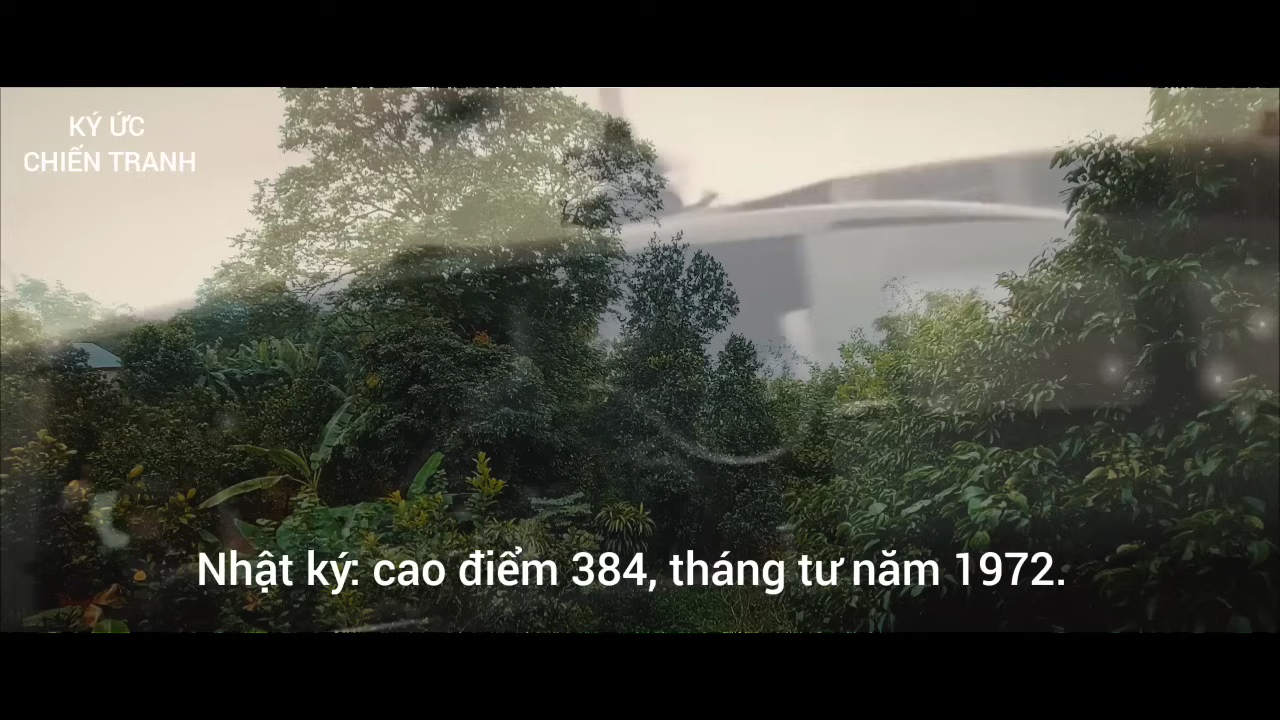 KÝ ỨC
CHIẾN TRANH
Nhật ký: cao điểm 384, tháng tư năm 1972.